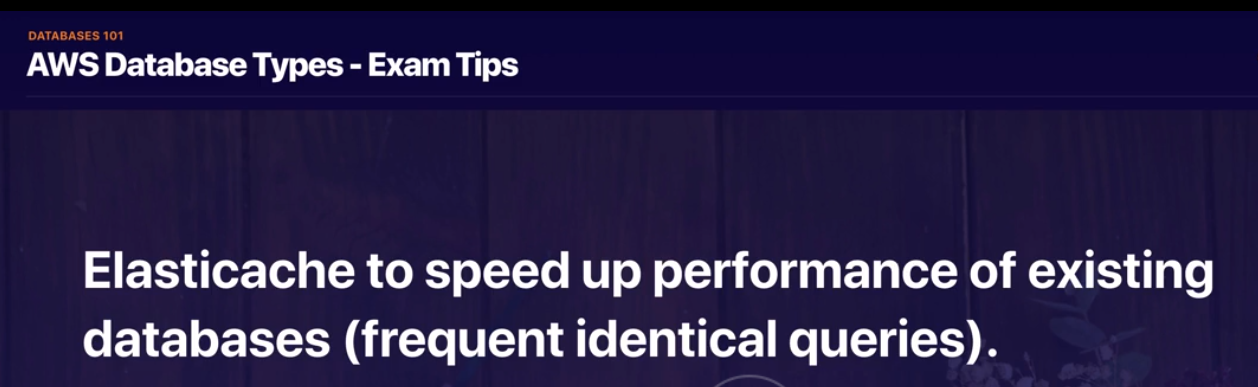 DATABASES 101
AWS Database Types - Exam Tips
Elasticache to speed up performance of existing
databases (frequent identical queries).